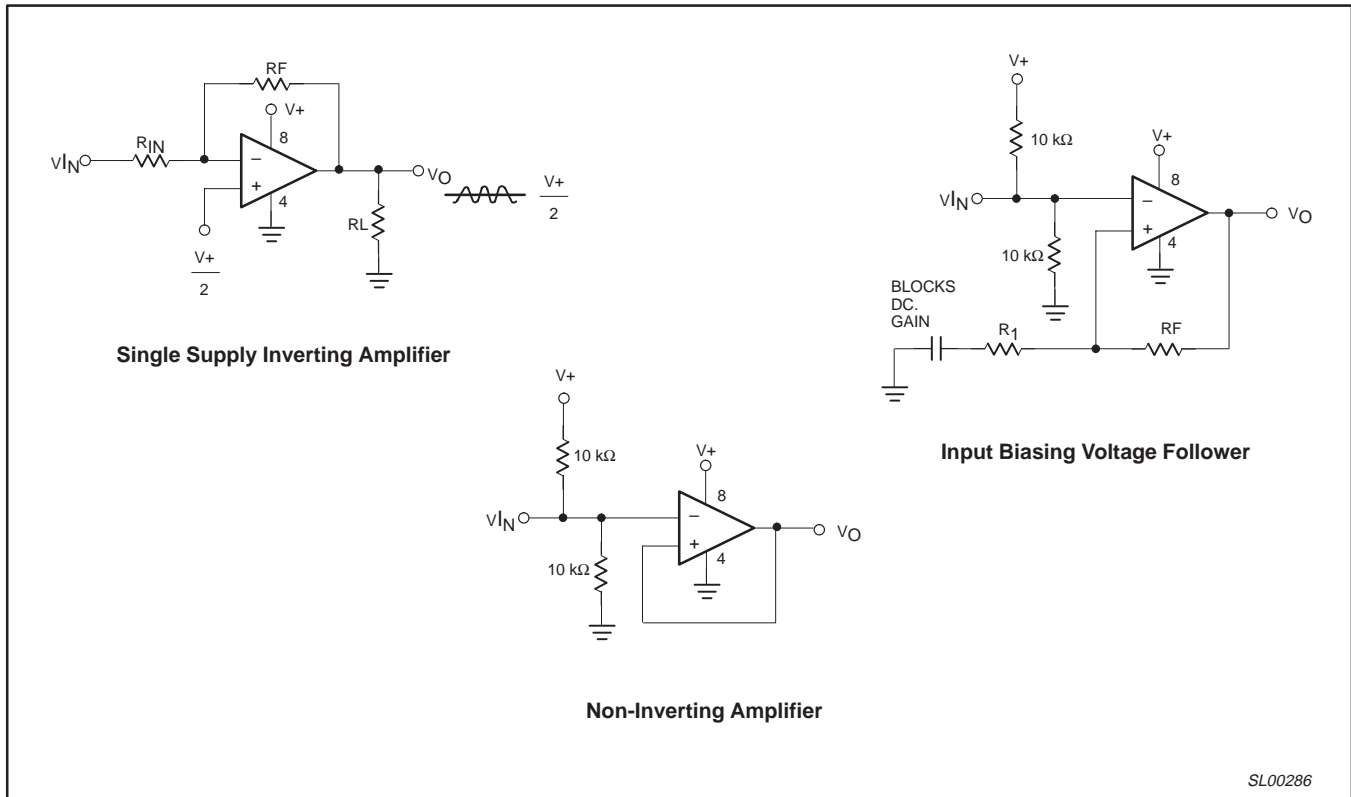 RF
V+
8
RIN
VIN
−
+
4
VO
V+
2
RL
V+
2
Single Supply Inverting Amplifier
V+
10 kΩ
V+
8
VIN
−
+
4
VO
10 kΩ
BLOCKS
DC.
GAIN
R1
RF
Input Biasing Voltage Follower
V+
10 kΩ
V+
8
VIN
−
+
4
VO
10 kΩ
Non-Inverting Amplifier
SL00286